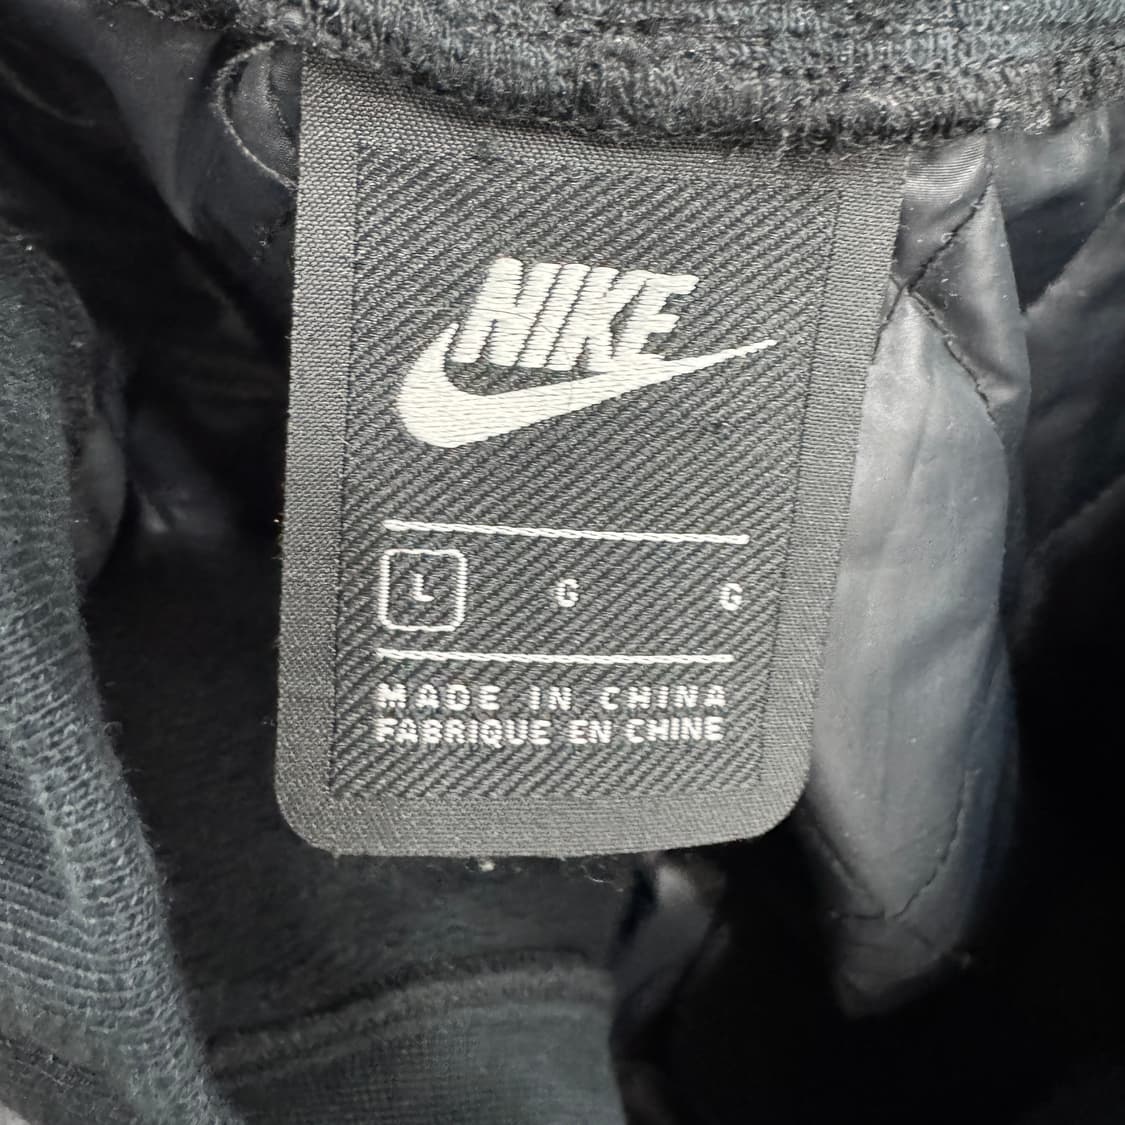 NIKE
L G G
MADE IN CHINA
FABRIQUE EN CHINE